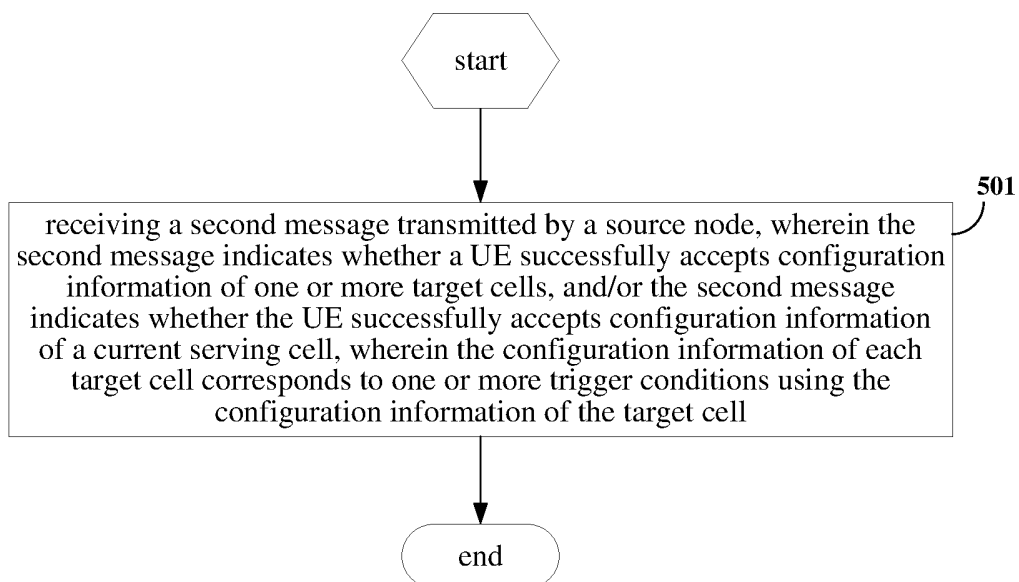 start
501
receiving a second message transmitted by a source node, wherein the
second message indicates whether a UE successfully accepts configuration
information of one or more target cells, and/or the second message
indicates whether the UE successfully accepts configuration information
of a current serving cell, wherein the configuration information of each
target cell corresponds to one or more trigger conditions using the
configuration information of the target cell
end